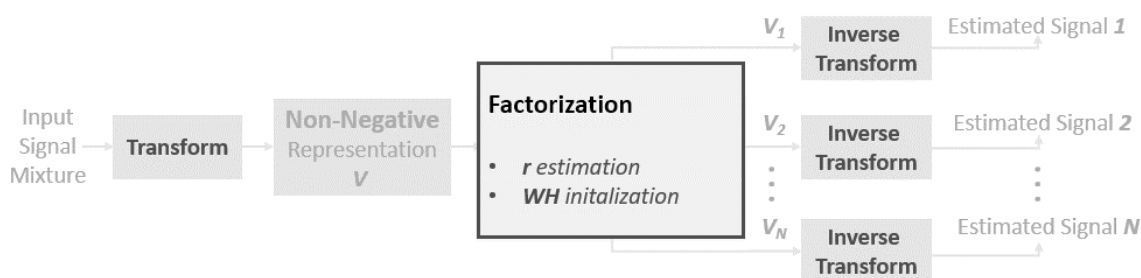 Input
Signal
Mixture
Transform
Non-Negative
Representation
V
Factorization
• r estimation
• WH initalization
V1
Inverse
Transform
Estimated Signal 1
V2
Inverse
Transform
Estimated Signal 2
VN
Inverse
Transform
Estimated Signal N